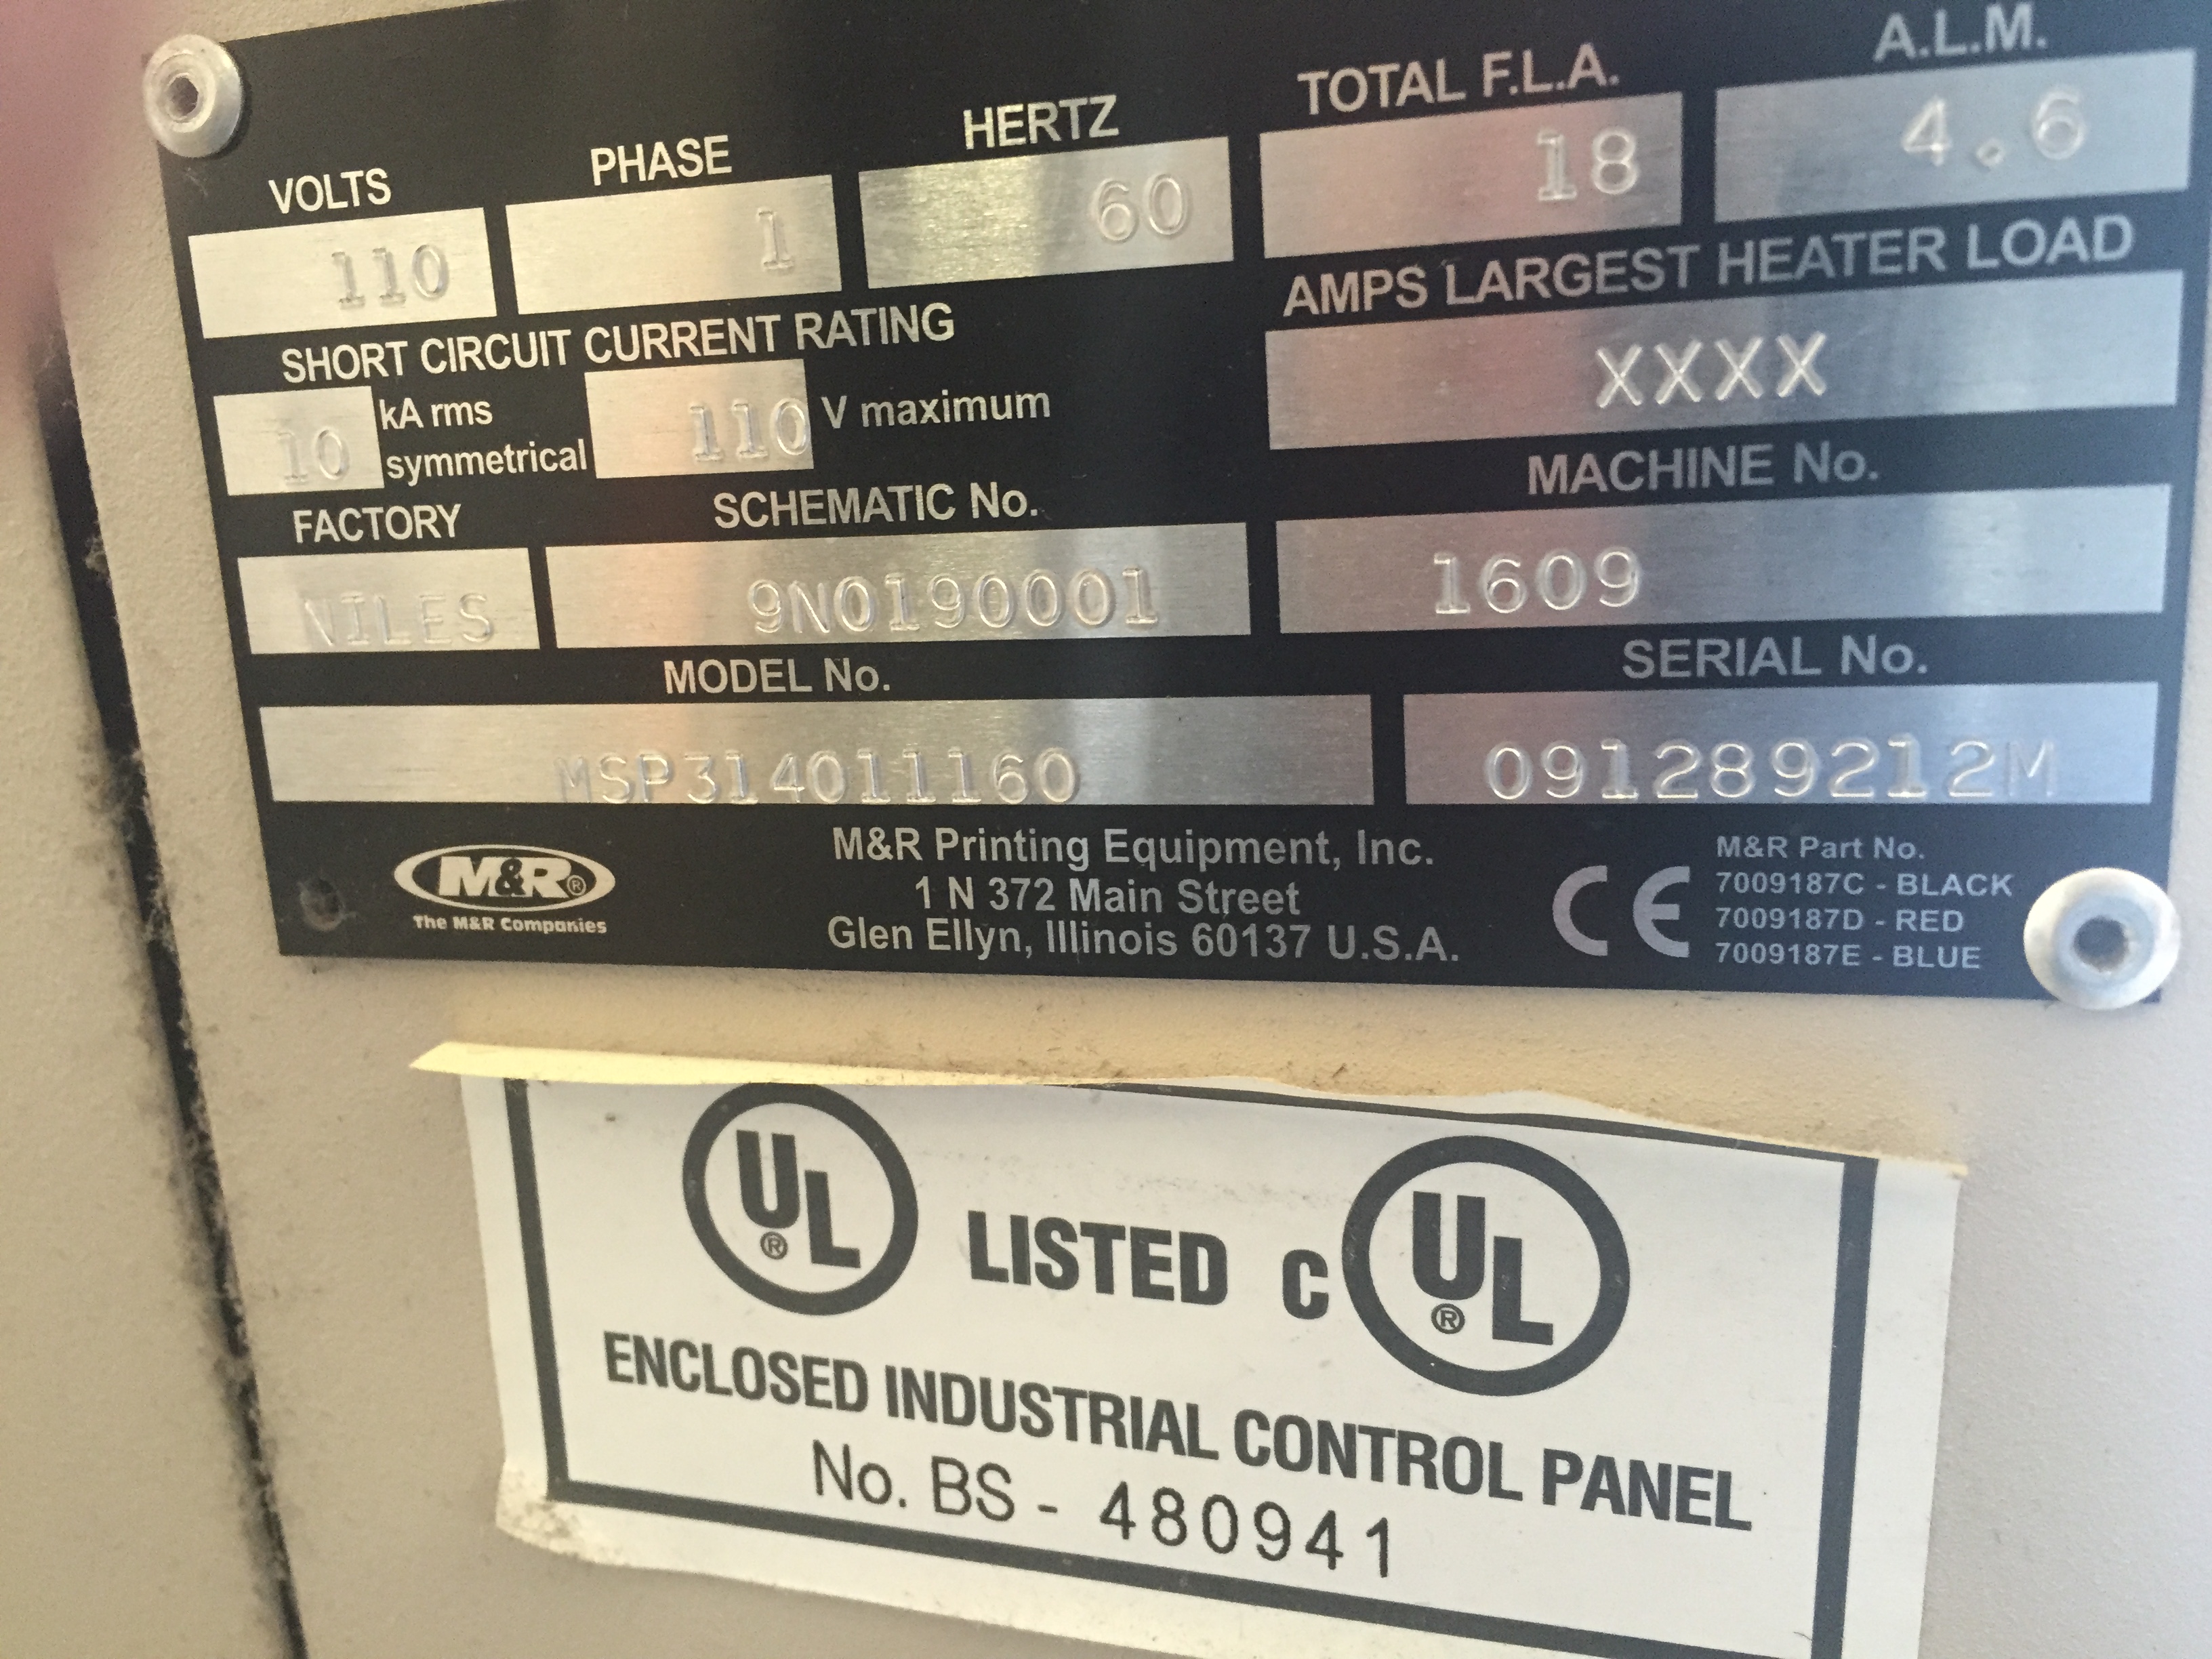 VOLTS PHASE HERTZ TOTAL F.L.A. A.L.M.
110 1 60 18 4.6
SHORT CIRCUIT CURRENT RATING AMPS LARGEST HEATER LOAD
10 kA rms symmetrical 110 V maximum XXXX
FACTORY SCHEMATIC No. MACHINE No.
NILES 9N0190001 1609
MODEL No. SERIAL No.
MSP314011160 091289212M
M&R®
The M&R Companies
M&R Printing Equipment, Inc.
1 N 372 Main Street
Glen Ellyn, Illinois 60137 U.S.A.
CE
M&R Part No.
7009187C - BLACK
7009187D - RED
7009187E - BLUE
UL® LISTED C UL®
ENCLOSED INDUSTRIAL CONTROL PANEL
No. BS - 480941